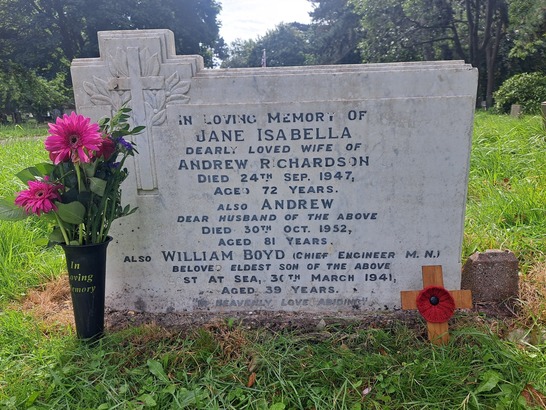 IN LOVING MEMORY OF
JANE ISABELLA
DEARLY LOVED WIFE OF
ANDREW RICHARDSON
DIED 24TH SEP. 1947,
AGED 72 YEARS.
ALSO ANDREW
DEAR HUSBAND OF THE ABOVE
DIED 30TH OCT. 1952,
AGED 81 YEARS.
ALSO WILLIAM BOYD (CHIEF ENGINEER M.N.)
BELOVED ELDEST SON OF THE ABOVE
ST AT SEA, 30TH MARCH 1941,
AGED 39 YEARS.
"IN HEAVENLY LOVE ABIDING"
In
Loving
Memory